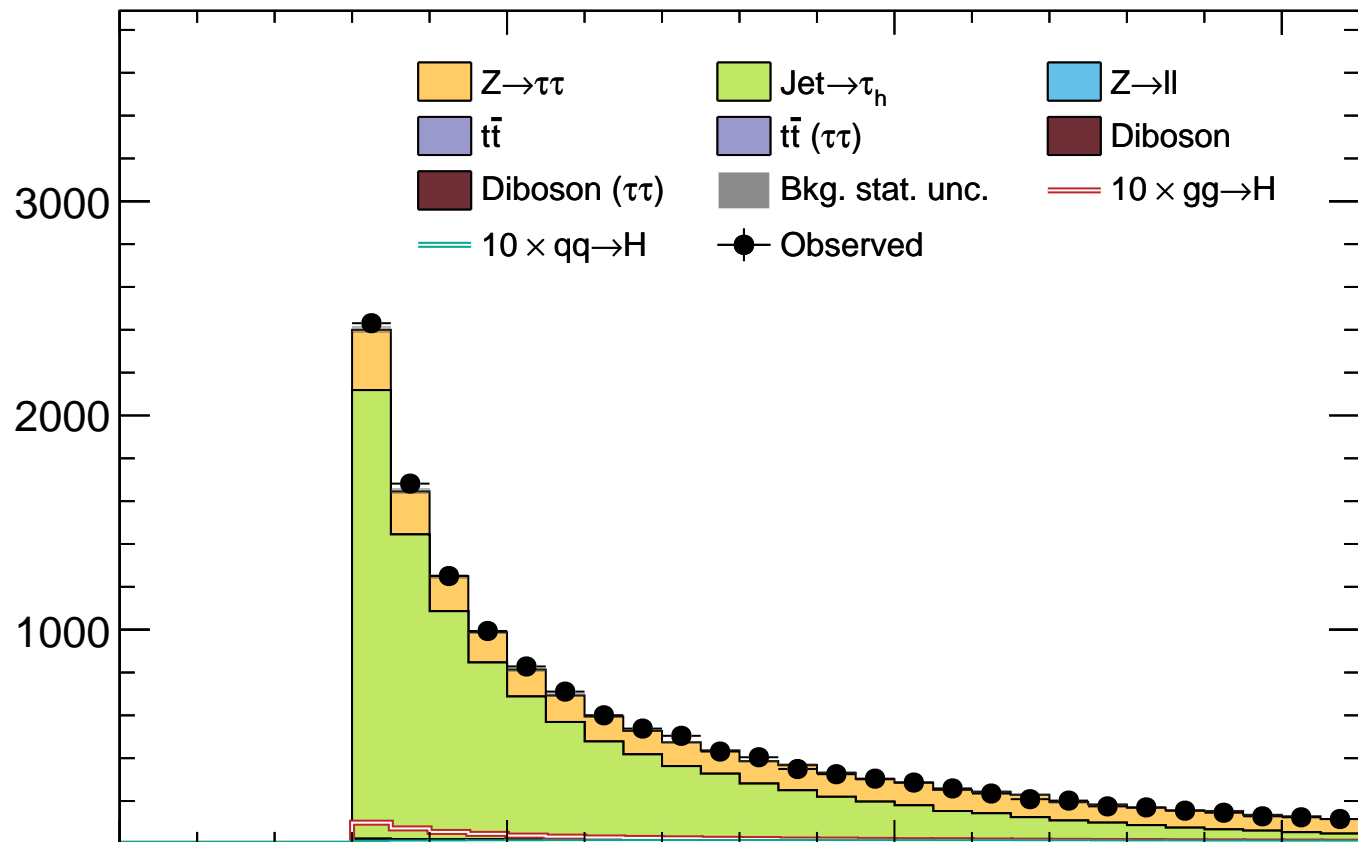 Z→ττ Jet→τh Z→ll
tt̄ tt̄ (ττ) Diboson
Diboson (ττ) Bkg. stat. unc. 10 × gg→H
10 × qq→H Observed
3000
2000
1000